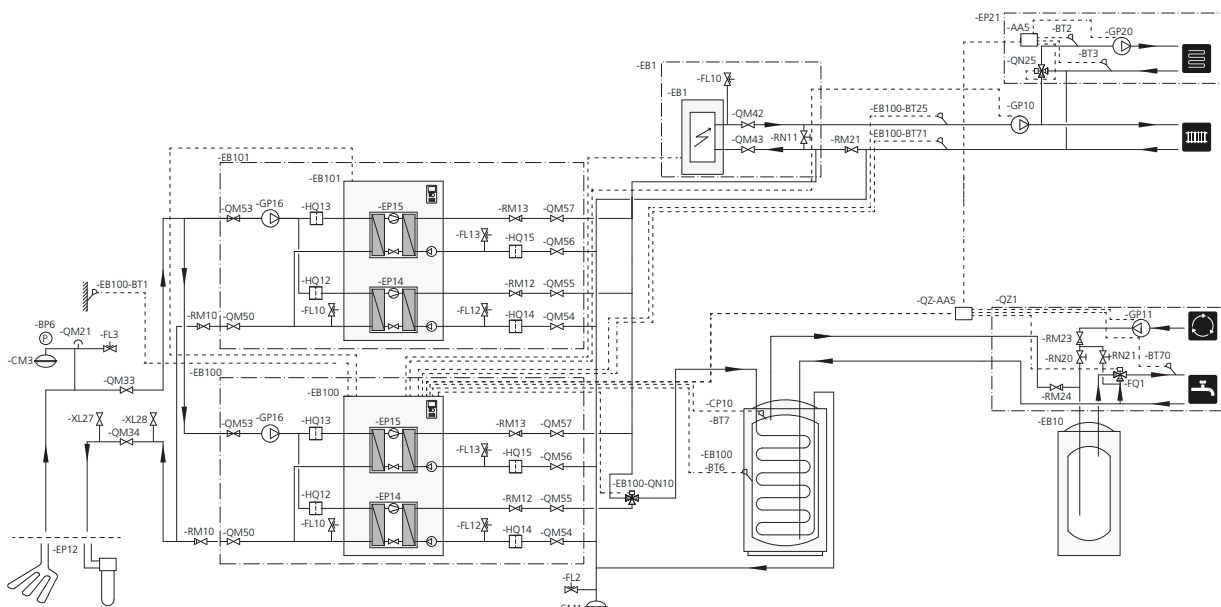 -EP21
-AA5
-BT2
-GP20
-BT3
-QN25
-EB1
-FL10
-EB1
-QM42
-RN11
-QM43
-RM21
-EB100-BT25
-EB100-BT71
-GP10
-EB101
-EB101
-QM53
-GP16
-HQ13
-EP15
-RM13
-QM57
-FL13
-HQ15
-QM56
-HQ12
-EP14
-RM12
-QM55
-FL10
-FL12
-HQ14
-QM54
-RM10
-QM50
-EB100-BT1
-BP6
P
-QM21
-FL3
-CM3
-QM33
-XL27
-XL28
-QM34
-EP12
-EB100
-EB100
-QM53
-GP16
-HQ13
-EP15
-RM13
-QM57
-FL13
-HQ15
-QM56
-HQ12
-EP14
-RM12
-QM55
-FL10
-FL12
-HQ14
-QM54
-RM10
-QM50
-EB100-QN10
-FL2
-CM1
-CP10
-BT7
-EB100
-BT6
-QZ-AA5
-QZ1
-GP11
-RM23
-RN20
-RN21
-BT70
-FQ1
-RM24
-EB10